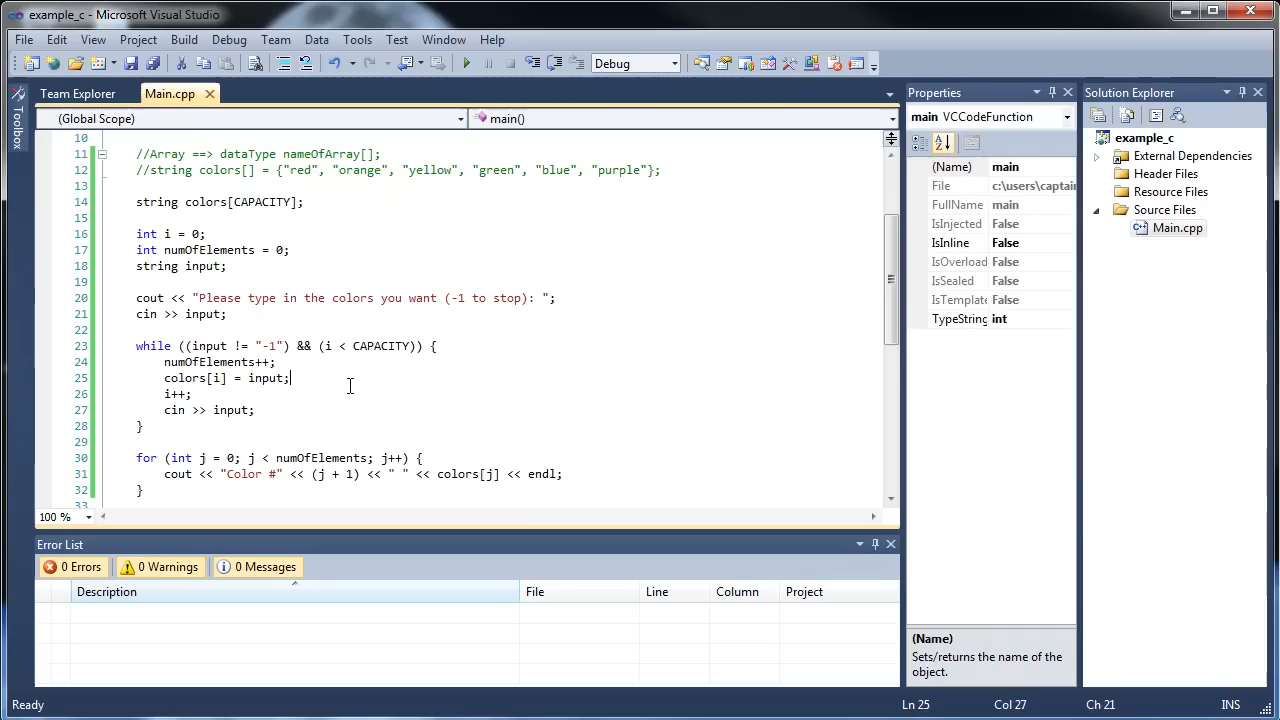 example_c - Microsoft Visual Studio
File Edit View Project Build Debug Team Data Tools Test Window Help
Debug
Toolbox
Team Explorer Main.cpp
(Global Scope) main()
10
11 //Array ==> dataType nameOfArray[];
12 //string colors[] = {"red", "orange", "yellow", "green", "blue", "purple"};
13
14 string colors[CAPACITY];
15
16 int i = 0;
17 int numOfElements = 0;
18 string input;
19
20 cout << "Please type in the colors you want (-1 to stop): ";
21 cin >> input;
22
23 while ((input != "-1") && (i < CAPACITY)) {
24 numOfElements++;
25 colors[i] = input;
26 i++;
27 cin >> input;
28 }
29
30 for (int j = 0; j < numOfElements; j++) {
31 cout << "Color #" << (j + 1) << " " << colors[j] << endl;
32 }
33
100 %
Error List
0 Errors 0 Warnings 0 Messages
Description File Line Column Project
Properties
main VCCodeFunction
(Name) main
File c:\users\captain
FullName main
IsInjected False
IsInline False
IsOverload False
IsSealed False
IsTemplate False
TypeString int
(Name)
Sets/returns the name of the
object.
Solution Explorer
example_c
External Dependencies
Header Files
Resource Files
Source Files
Main.cpp
Ready Ln 25 Col 27 Ch 21 INS